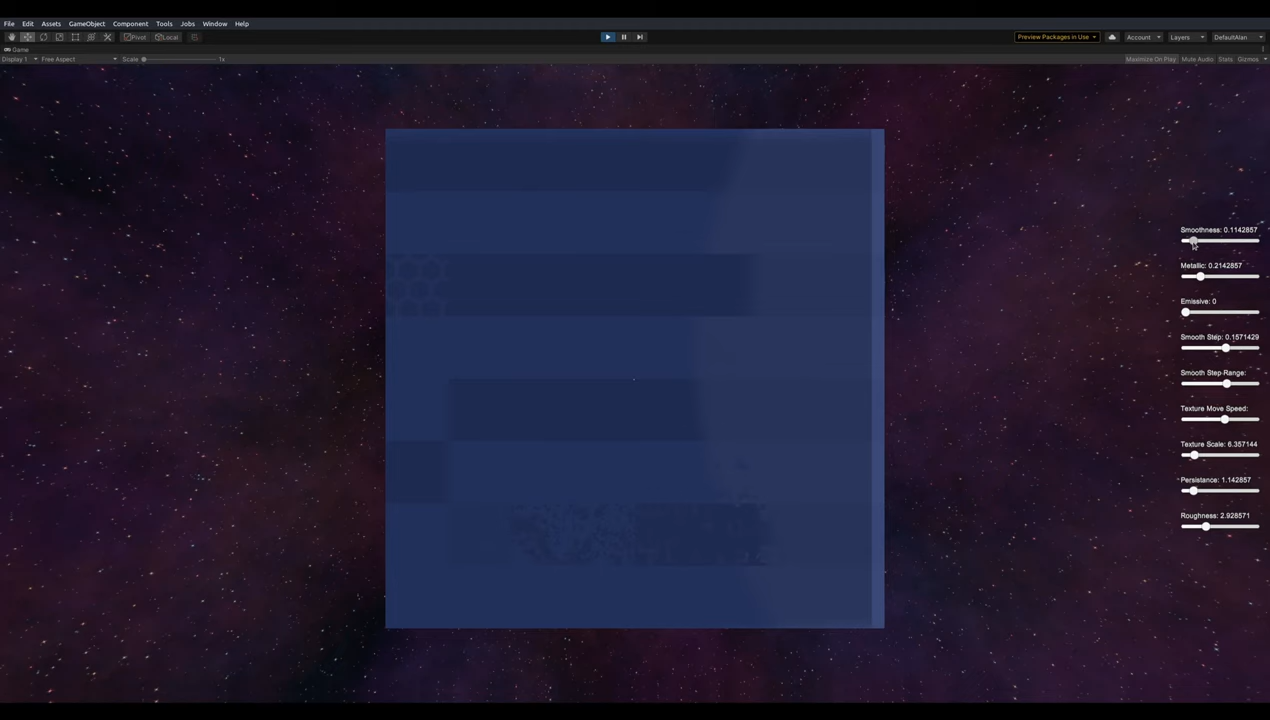 File Edit Assets GameObject Component Tools Jobs Window Help
Pivot Local Preview Packages in Use Account Layers DefaultAlan
Game
Display 1 Free Aspect Scale 1x Maximize On Play Mute Audio Stats Gizmos
Smoothness: 0.1142857
Metallic: 0.2142857
Emissive: 0
Smooth Step: 0.1571429
Smooth Step Range:
Texture Move Speed:
Texture Scale: 6.357144
Persistance: 1.142857
Roughness: 2.928571